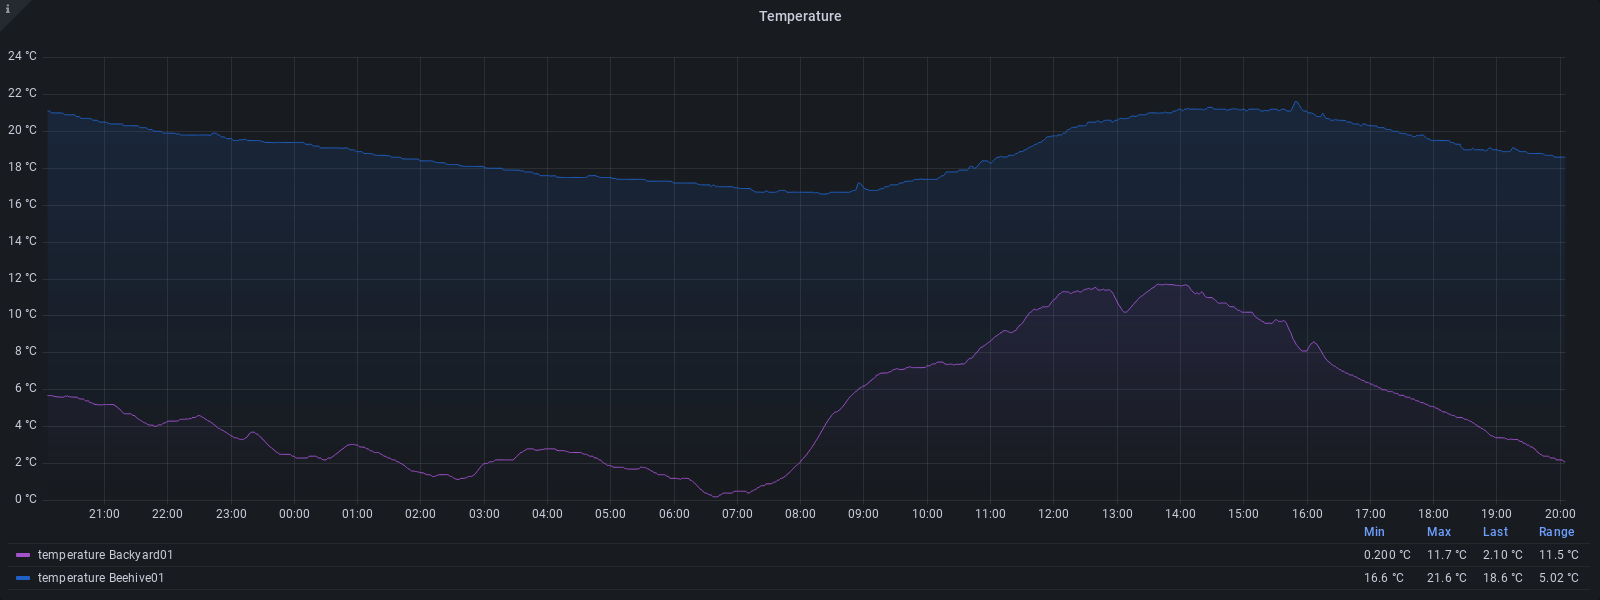 i
Temperature
24 °C
22 °C
20 °C
18 °C
16 °C
14 °C
12 °C
10 °C
8 °C
6 °C
4 °C
2 °C
0 °C
21:00 22:00 23:00 00:00 01:00 02:00 03:00 04:00 05:00 06:00 07:00 08:00 09:00 10:00 11:00 12:00 13:00 14:00 15:00 16:00 17:00 18:00 19:00 20:00
Min Max Last Range
temperature Backyard01 0.200 °C 11.7 °C 2.10 °C 11.5 °C
temperature Beehive01 16.6 °C 21.6 °C 18.6 °C 5.02 °C